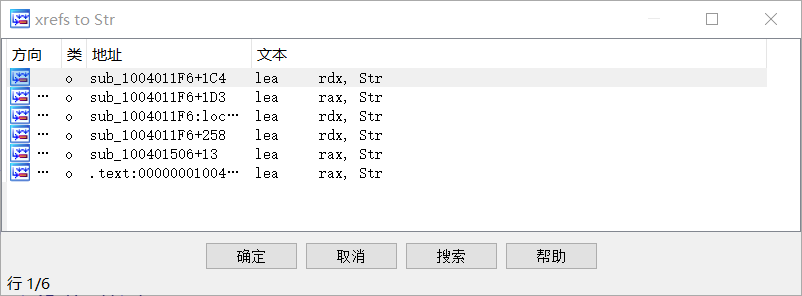 xrefs to Str
方向 类 地址 文本
o sub_1004011F6+1C4 lea rdx, Str
… o sub_1004011F6+1D3 lea rax, Str
… o sub_1004011F6:loc… lea rdx, Str
… o sub_1004011F6+258 lea rdx, Str
… o sub_100401506+13 lea rax, Str
… o .text:00000001004… lea rax, Str
确定 取消 搜索 帮助
行 1/6